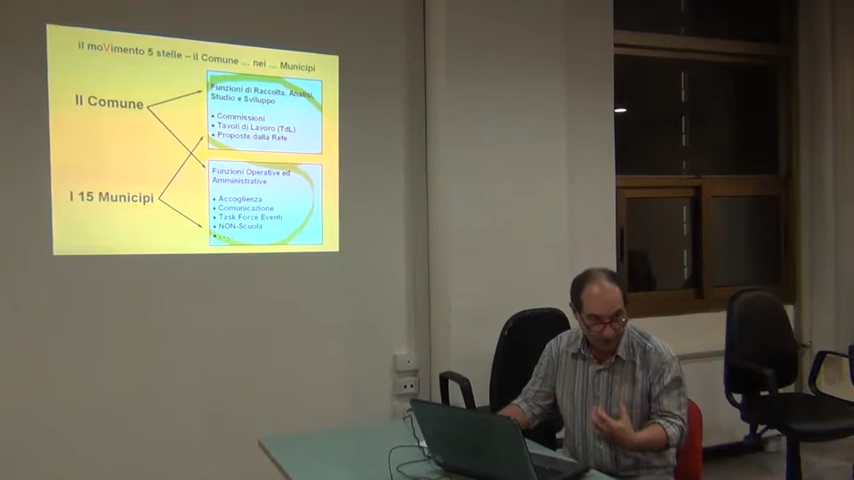 il moVimento 5 stelle – il Comune ... nei ... Municipi
Il Comune
Funzioni di Raccolta, Analisi,
Studio e Sviluppo
• Commissioni
• Tavoli di Lavoro (TdL)
• Proposte dalla Rete
I 15 Municipi
Funzioni Operative ed
Amministrative
• Accoglienza
• Comunicazione
• Task Force Eventi
• NON-Scuola
• ...